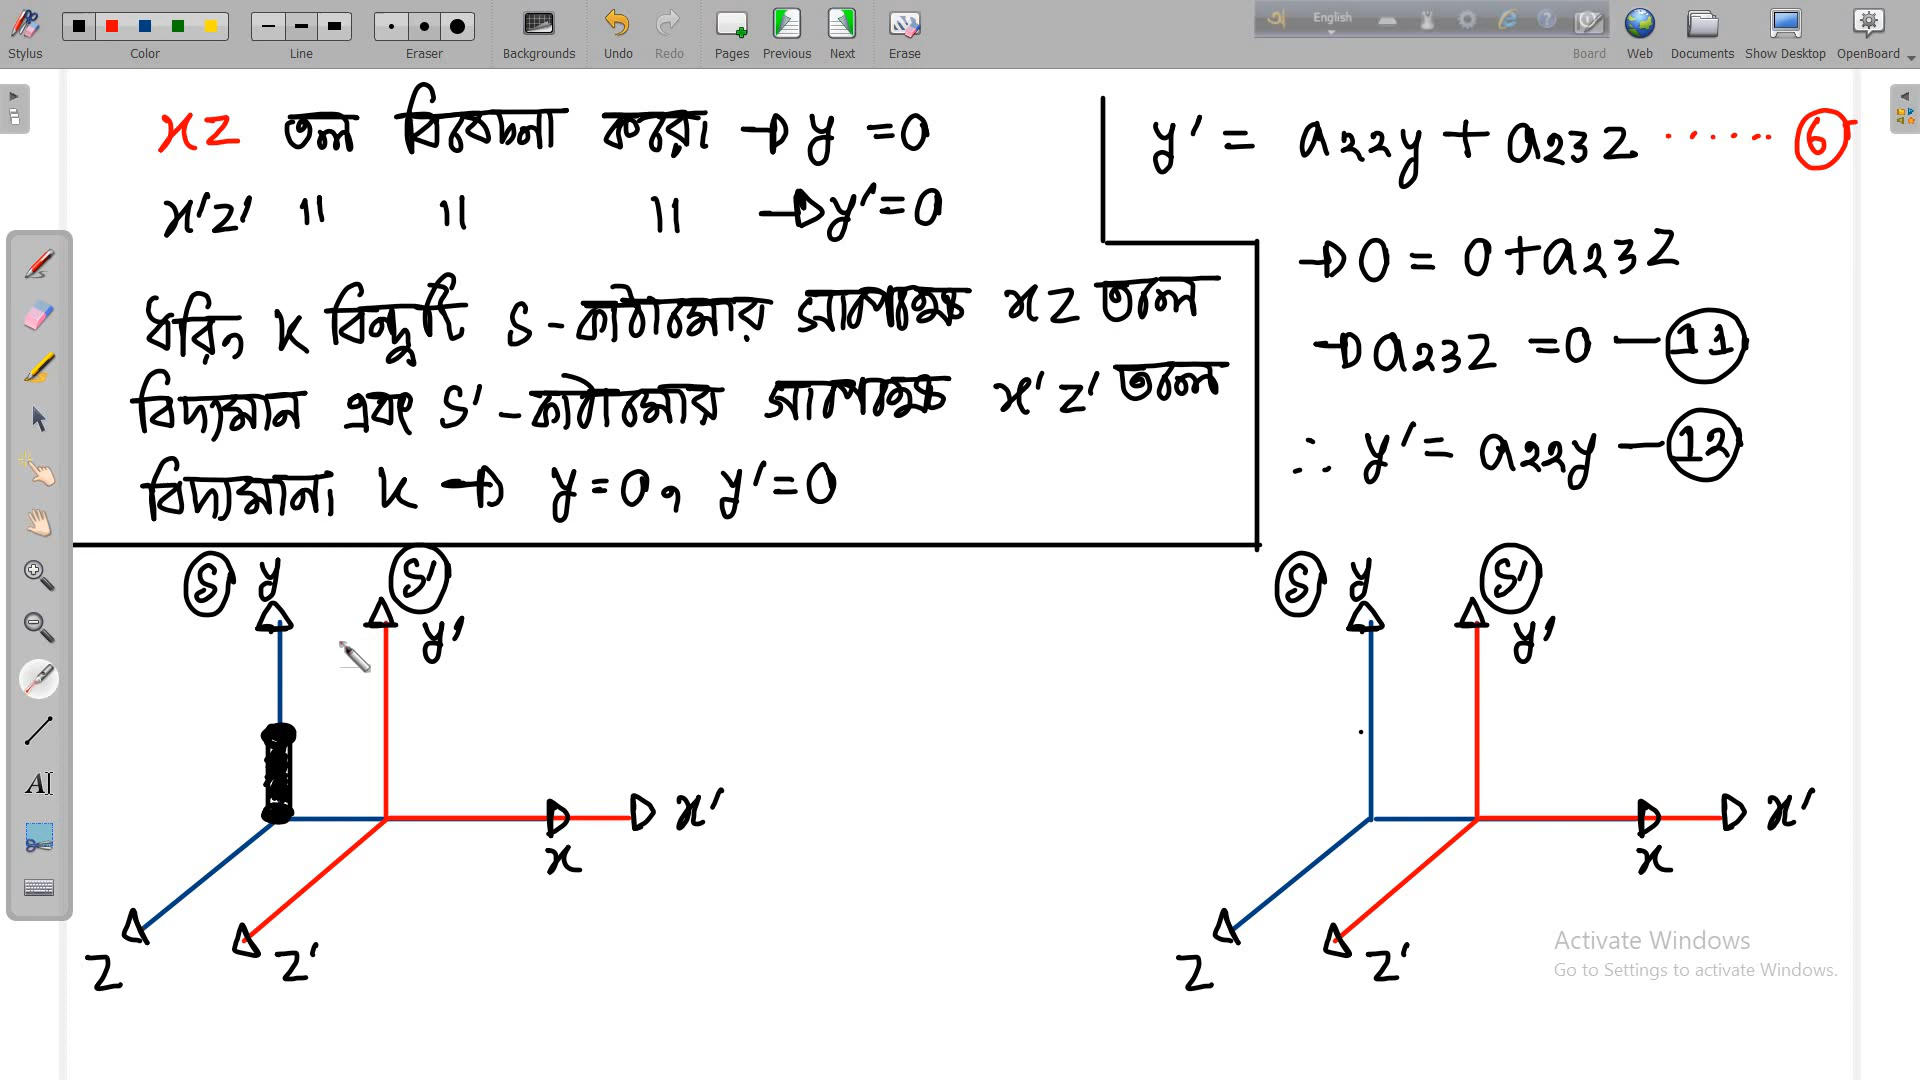 Stylus
Color
Line
Eraser
Backgrounds
Undo
Redo
Pages
Previous
Next
Erase
English
Board
Web
Documents
Show Desktop
OpenBoard
xz তল বিবেচনা করো। → y = 0
x'z' " " " → y' = 0
ধরি, K বিন্দুটি S - কাঠামোর সাপেক্ষে xz তলে
বিদ্যমান এবং S' - কাঠামোর সাপেক্ষে x'z' তলে
বিদ্যমান। K → y = 0, y' = 0
y' = a₂₂y + a₂₃z ...... 6
→ 0 = 0 + a₂₃z
→ a₂₃z = 0 — 11
∴ y' = a₂₂y — 12
S y S'
y'
x'
x
z z'
S y S'
y'
x'
x
z z'
Activate Windows
Go to Settings to activate Windows.
AI